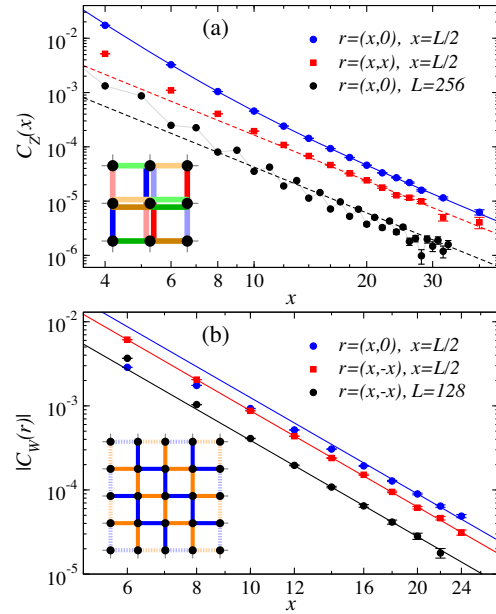 (a)
r=(x,0), x=L/2
r=(x,x), x=L/2
r=(x,0), L=256
C_Z(x)
10^-2
10^-3
10^-4
10^-5
10^-6
4 6 8 10 20 30
x
(b)
r=(x,0), x=L/2
r=(x,-x), x=L/2
r=(x,-x), L=128
|C_W(r)|
10^-2
10^-3
10^-4
10^-5
6 8 10 12 14 16 20 24
x